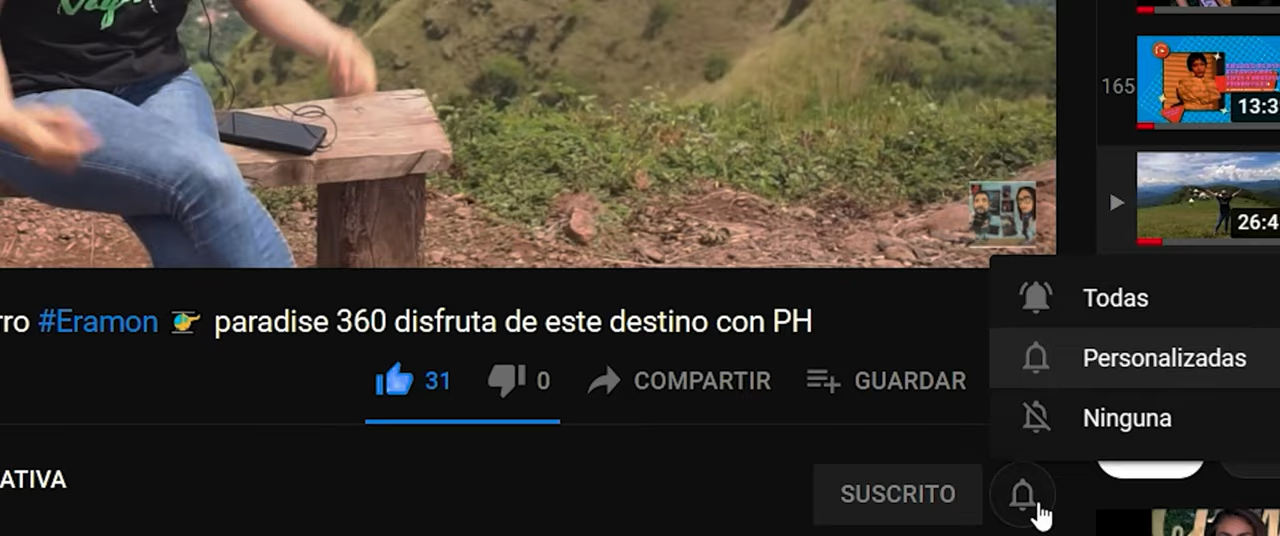 165
13:3
26:4
rro #Eramon paradise 360 disfruta de este destino con PH
31 0 COMPARTIR GUARDAR
Todas
Personalizadas
Ninguna
ATIVA
SUSCRITO